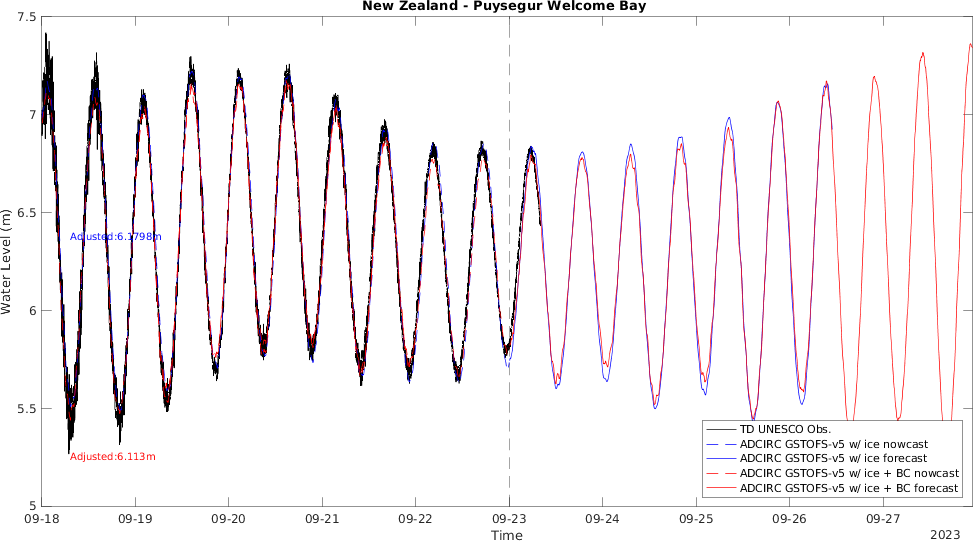 New Zealand - Puysegur Welcome Bay
7.5
7
6.5
6
5.5
5
Water Level (m)
Adjusted:6.1798m
Adjusted:6.113m
TD UNESCO Obs.
ADCIRC GSTOFS-v5 w/ ice nowcast
ADCIRC GSTOFS-v5 w/ ice forecast
ADCIRC GSTOFS-v5 w/ ice + BC nowcast
ADCIRC GSTOFS-v5 w/ ice + BC forecast
09-18 09-19 09-20 09-21 09-22 09-23 09-24 09-25 09-26 09-27
Time
2023